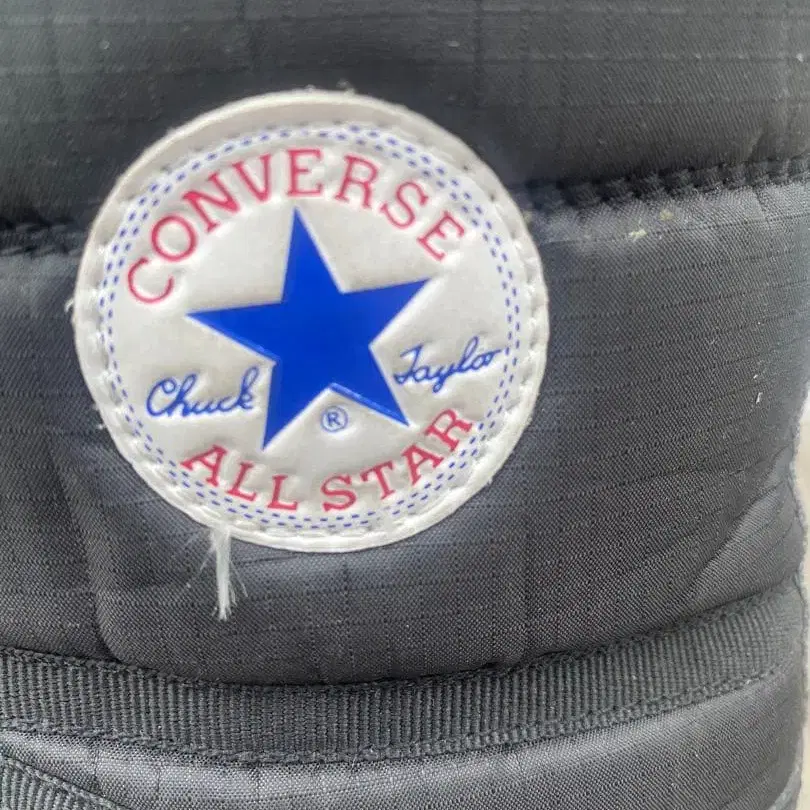 CONVERSE
Chuck Taylor
®
ALL STAR